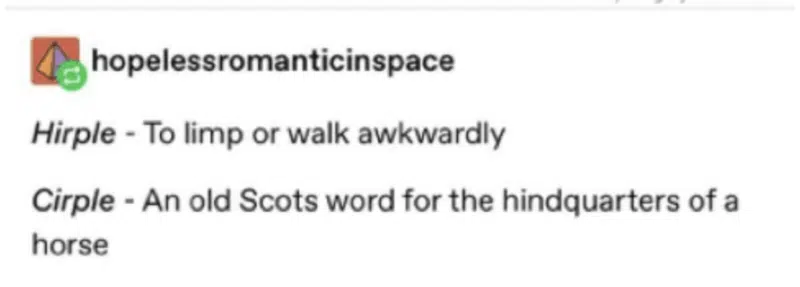 hopelessromanticinspace
Hirple - To limp or walk awkwardly
Cirple - An old Scots word for the hindquarters of a
horse